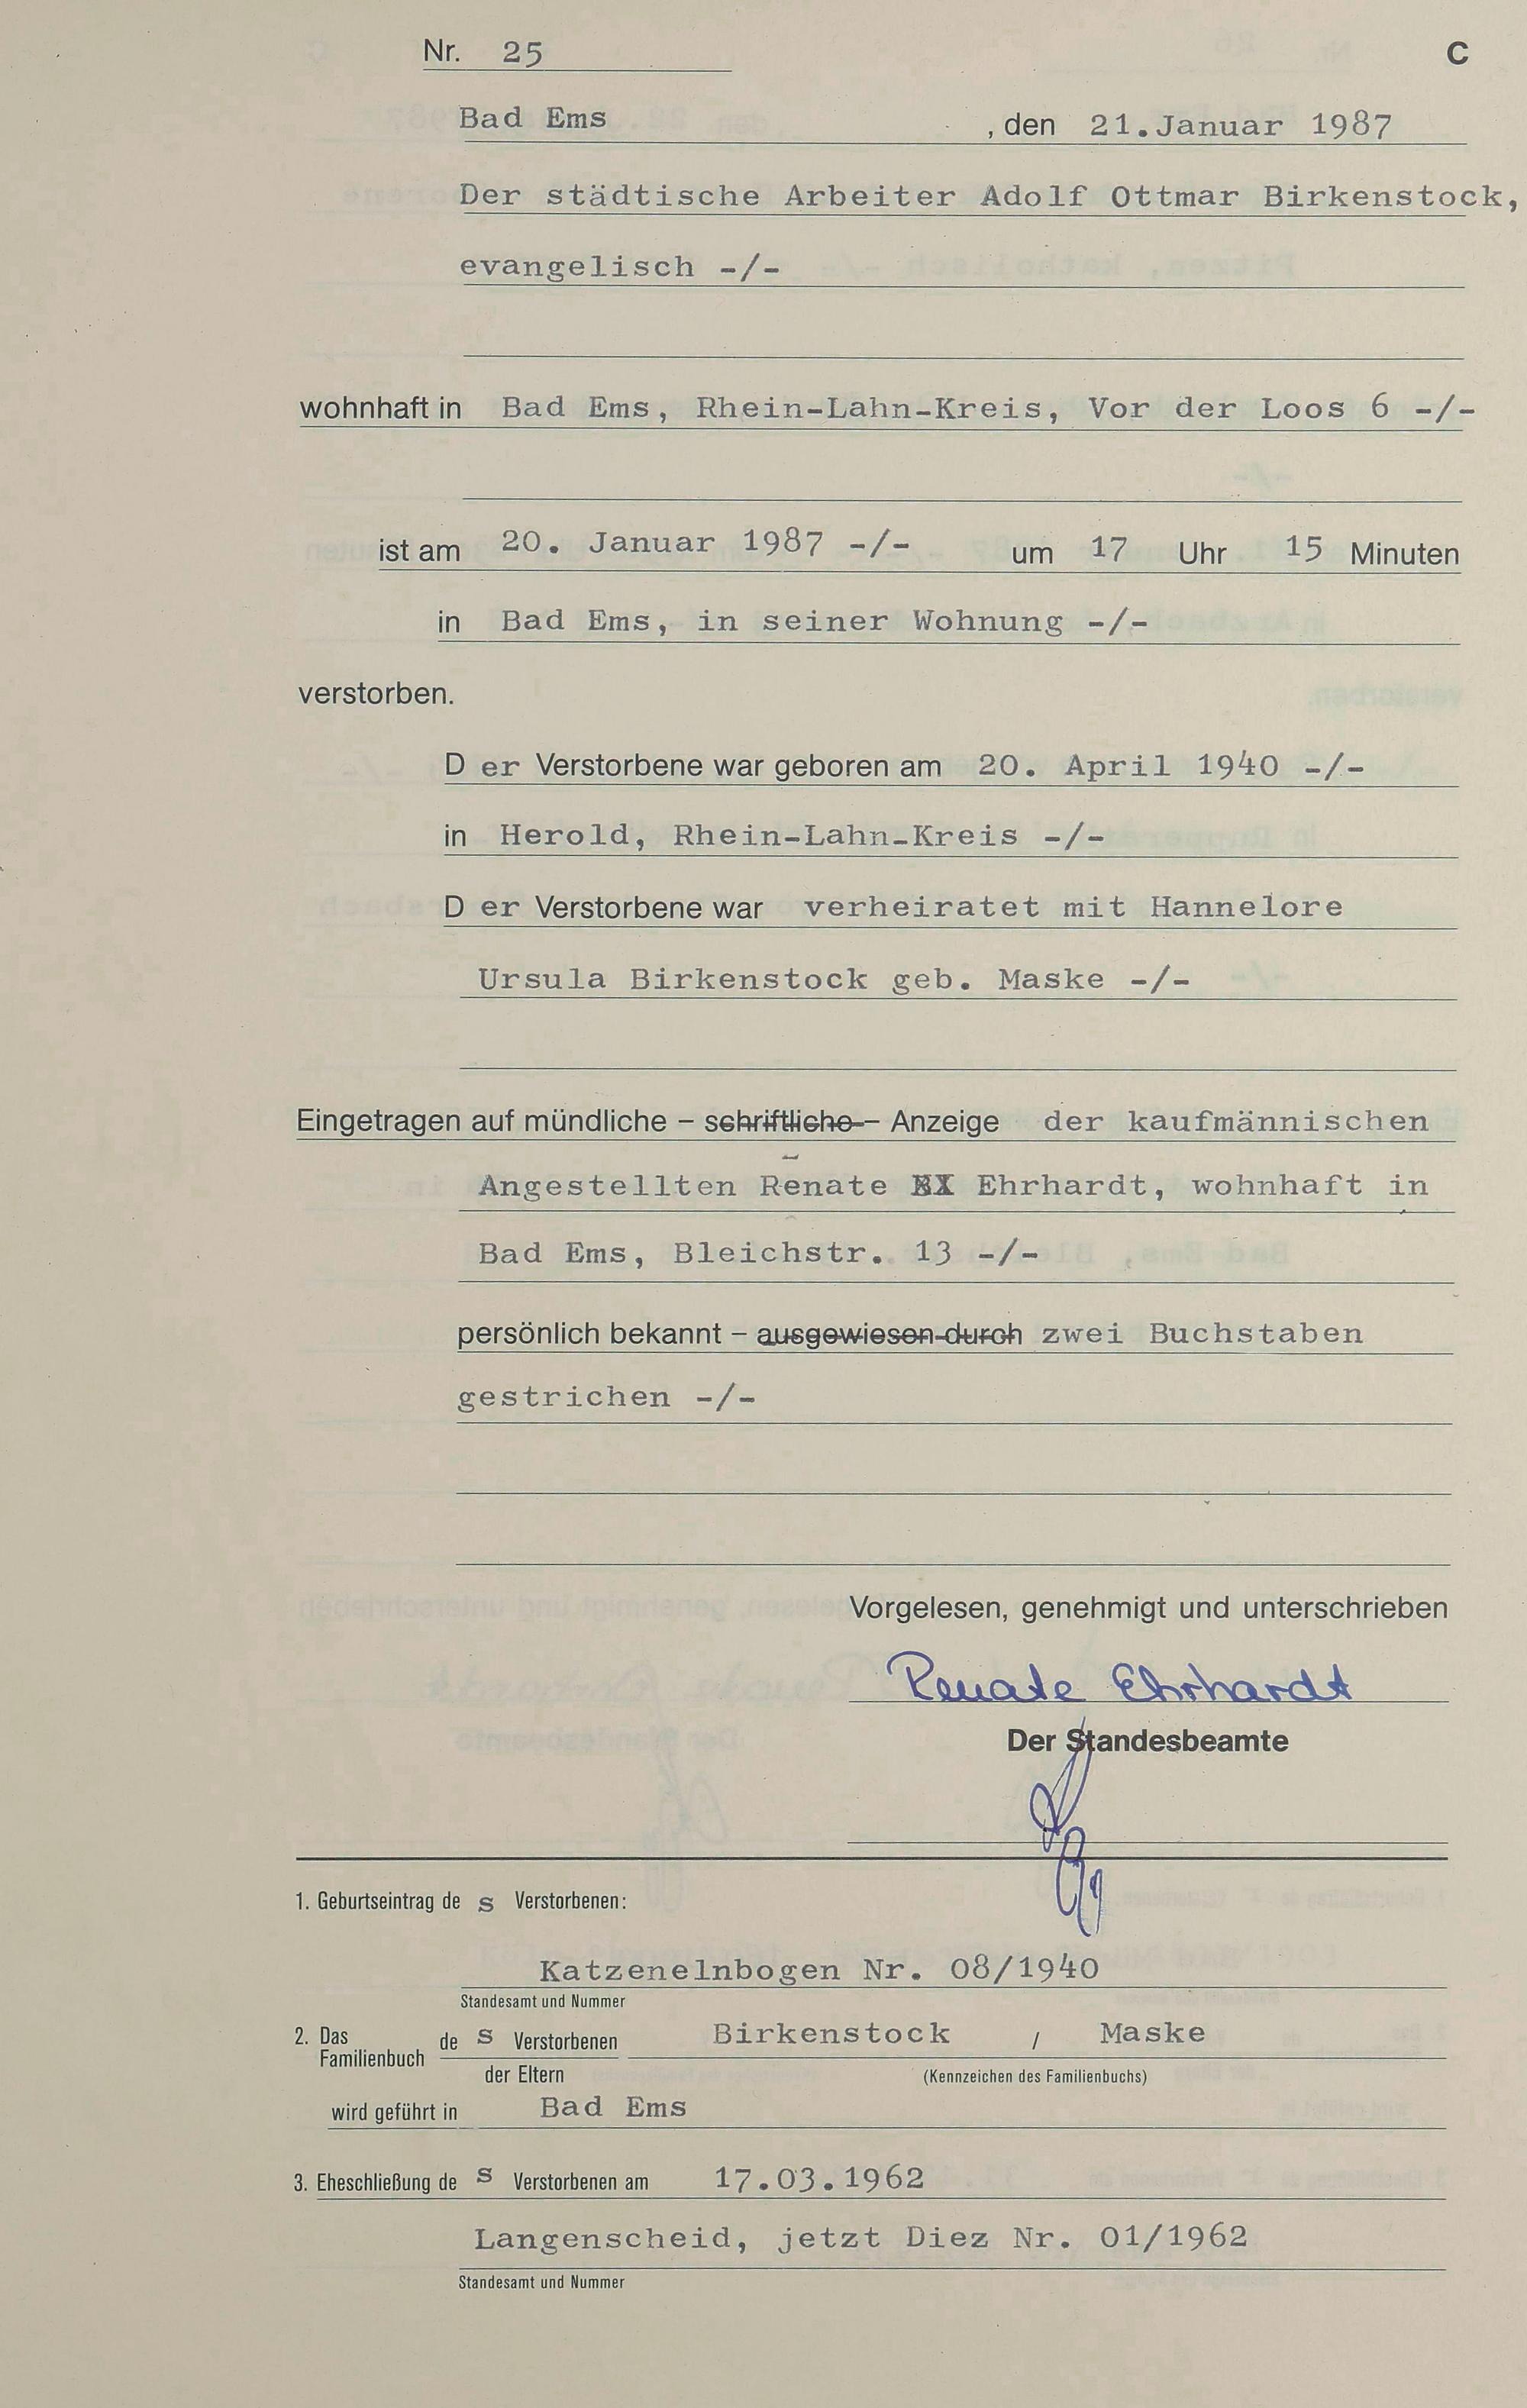 Nr. 25 C
Bad Ems , den 21.Januar 1987
Der städtische Arbeiter Adolf Ottmar Birkenstock,
evangelisch -/-
wohnhaft in Bad Ems, Rhein-Lahn-Kreis, Vor der Loos 6 -/-
ist am 20. Januar 1987 -/- um 17 Uhr 15 Minuten
in Bad Ems, in seiner Wohnung -/-
verstorben.
D er Verstorbene war geboren am 20. April 1940 -/-
in Herold, Rhein-Lahn-Kreis -/-
D er Verstorbene war verheiratet mit Hannelore
Ursula Birkenstock geb. Maske -/-
Eingetragen auf mündliche – schriftliche – Anzeige der kaufmännischen
Angestellten Renate Ehrhardt, wohnhaft in
Bad Ems, Bleichstr. 13 -/-
persönlich bekannt – ausgewiesen durch zwei Buchstaben
gestrichen -/-
Vorgelesen, genehmigt und unterschrieben
Renate Ehrhardt
Der Standesbeamte
1. Geburtseintrag de s Verstorbenen:
Katzenelnbogen Nr. 08/1940
Standesamt und Nummer
2. Das Familienbuch de s Verstorbenen Birkenstock / Maske
der Eltern (Kennzeichen des Familienbuchs)
wird geführt in Bad Ems
3. Eheschließung de s Verstorbenen am 17.03.1962
Langenscheid, jetzt Diez Nr. 01/1962
Standesamt und Nummer